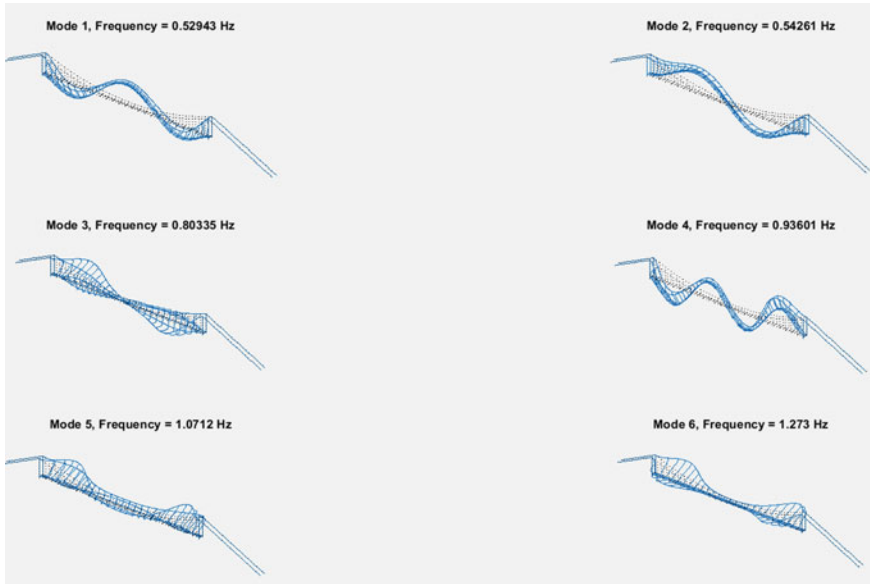 Mode 1, Frequency = 0.52943 Hz
Mode 2, Frequency = 0.54261 Hz
Mode 3, Frequency = 0.80335 Hz
Mode 4, Frequency = 0.93601 Hz
Mode 5, Frequency = 1.0712 Hz
Mode 6, Frequency = 1.273 Hz